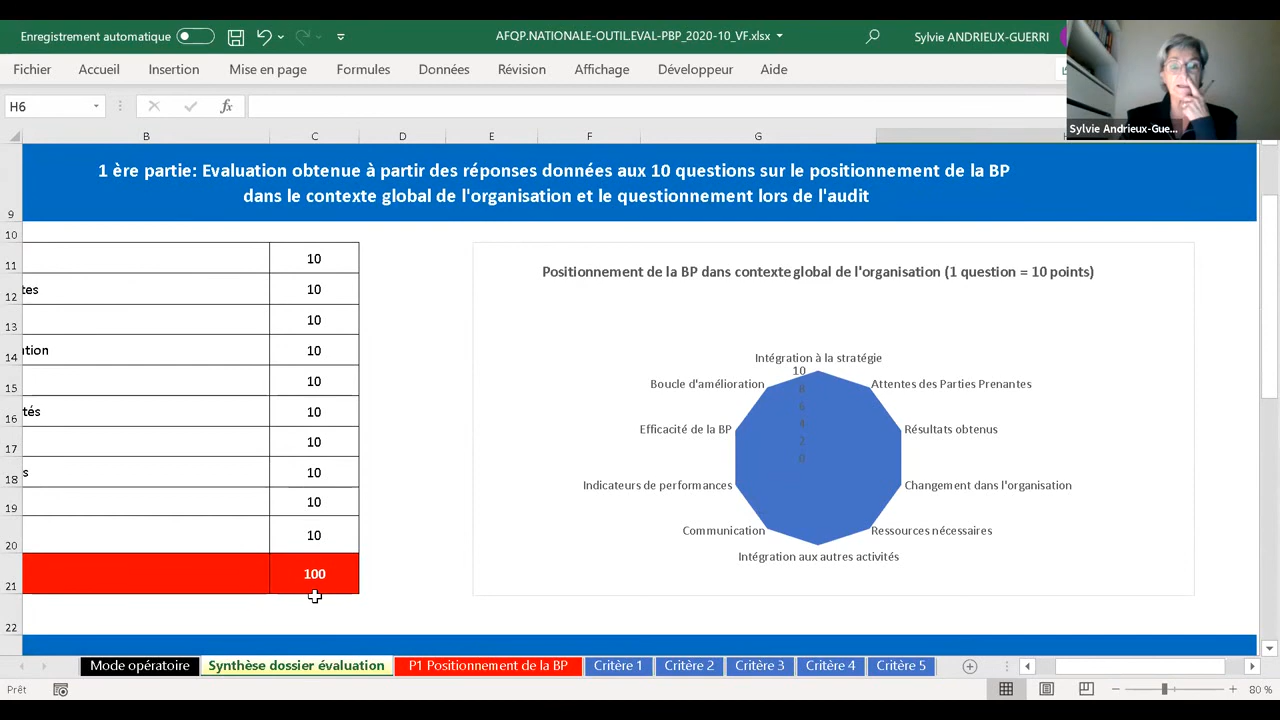 Enregistrement automatique
AFQP.NATIONALE-OUTIL.EVAL-PBP_2020-10_VF.xlsx
Sylvie ANDRIEUX-GUERRI
Fichier Accueil Insertion Mise en page Formules Données Révision Affichage Développeur Aide
Sylvie Andrieux-Gue...
H6
fx
B C D E F G
9
1 ère partie: Evaluation obtenue à partir des réponses données aux 10 questions sur le positionnement de la BP
dans le contexte global de l'organisation et le questionnement lors de l'audit
10
11 10
12 tes 10
13 10
14 ation 10
15 10
16 tés 10
17 10
18 s 10
19 10
20 10
21 100
22
Positionnement de la BP dans contexte global de l'organisation (1 question = 10 points)
Intégration à la stratégie
Attentes des Parties Prenantes
Résultats obtenus
Changement dans l'organisation
Ressources nécessaires
Intégration aux autres activités
Communication
Indicateurs de performances
Efficacité de la BP
Boucle d'amélioration
10
8
6
4
2
0
Mode opératoire Synthèse dossier évaluation P1 Positionnement de la BP Critère 1 Critère 2 Critère 3 Critère 4 Critère 5
Prêt
80 %